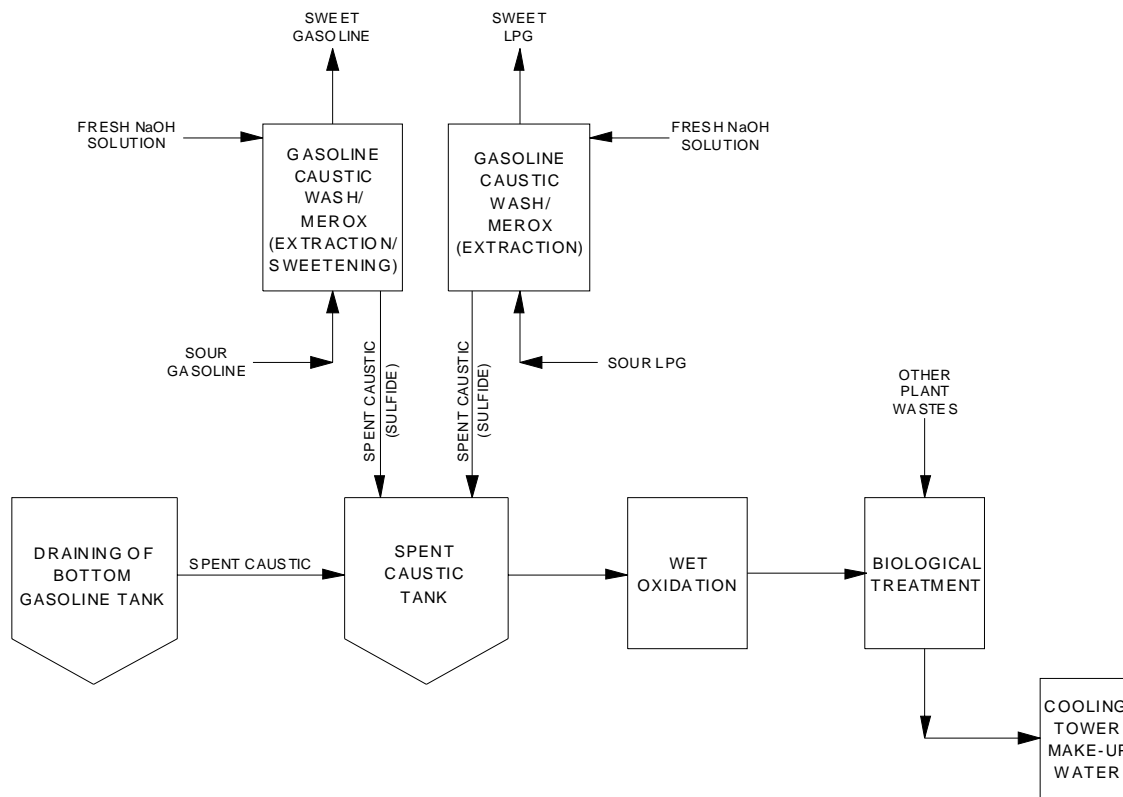 SWEET
GASOLINE
SWEET
LPG
FRESH NaOH
SOLUTION
GASOLINE
CAUSTIC
WASH/
MEROX
(EXTRACTION/
SWEETENING)
GASOLINE
CAUSTIC
WASH/
MEROX
(EXTRACTION)
FRESH NaOH
SOLUTION
SOUR
GASOLINE
SPENT CAUSTIC
(SULFIDE)
SPENT CAUSTIC
(SULFIDE)
SOUR LPG
OTHER
PLANT
WASTES
DRAINING OF
BOTTOM
GASOLINE TANK
SPENT CAUSTIC
SPENT
CAUSTIC
TANK
WET
OXIDATION
BIOLOGICAL
TREATMENT
COOLING
TOWER
MAKE-UP
WATER